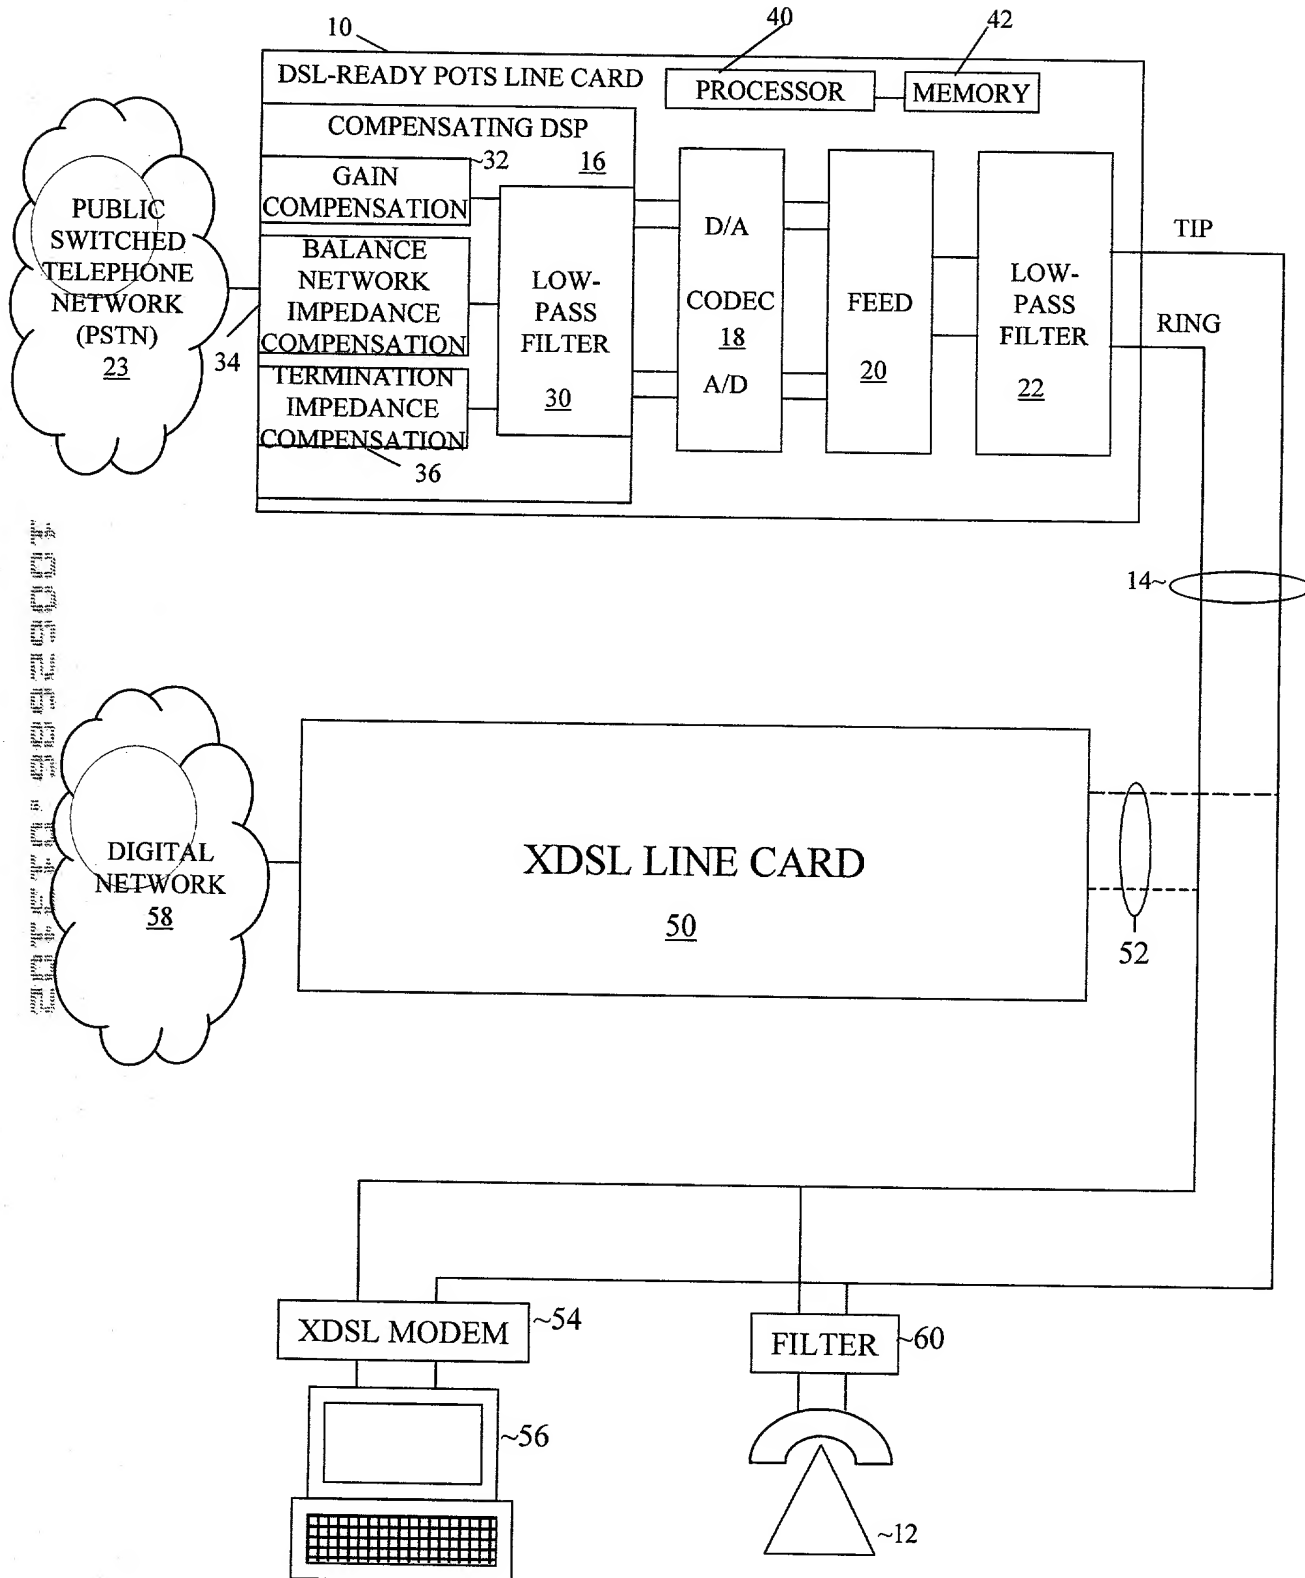 10
40
42
DSL-READY POTS LINE CARD
PROCESSOR
MEMORY
COMPENSATING DSP
16
32
GAIN
COMPENSATION
BALANCE
NETWORK
IMPEDANCE
COMPENSATION
34
TERMINATION
IMPEDANCE
COMPENSATION
36
LOW-
PASS
FILTER
30
D/A
CODEC
18
A/D
FEED
20
LOW-
PASS
FILTER
22
TIP
RING
PUBLIC
SWITCHED
TELEPHONE
NETWORK
(PSTN)
23
14~
DIGITAL
NETWORK
58
XDSL LINE CARD
50
52
XDSL MODEM
~54
FILTER
~60
~56
~12